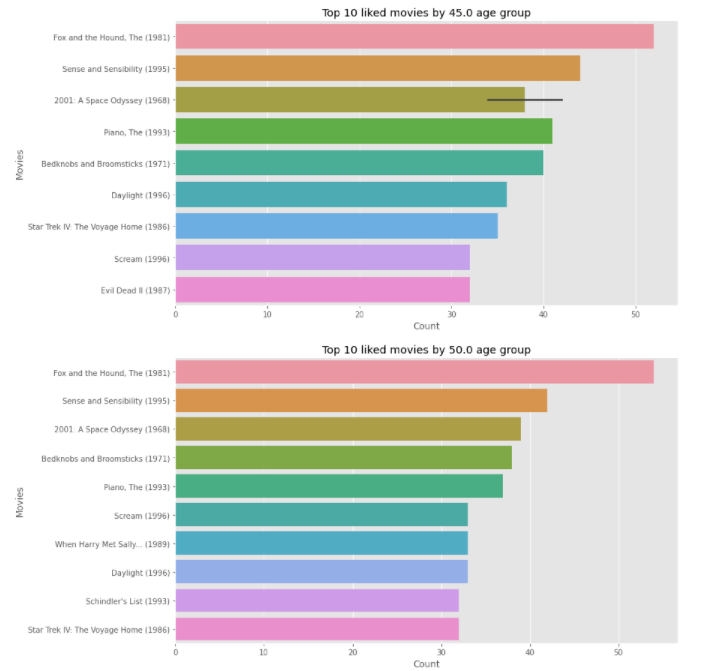 Top 10 liked movies by 45.0 age group
Movies
Fox and the Hound, The (1981)
Sense and Sensibility (1995)
2001: A Space Odyssey (1968)
Piano, The (1993)
Bedknobs and Broomsticks (1971)
Daylight (1996)
Star Trek IV: The Voyage Home (1986)
Scream (1996)
Evil Dead II (1987)
0 10 20 30 40 50
Count
Top 10 liked movies by 50.0 age group
Movies
Fox and the Hound, The (1981)
Sense and Sensibility (1995)
2001: A Space Odyssey (1968)
Bedknobs and Broomsticks (1971)
Piano, The (1993)
Scream (1996)
When Harry Met Sally... (1989)
Daylight (1996)
Schindler's List (1993)
Star Trek IV: The Voyage Home (1986)
0 10 20 30 40 50
Count